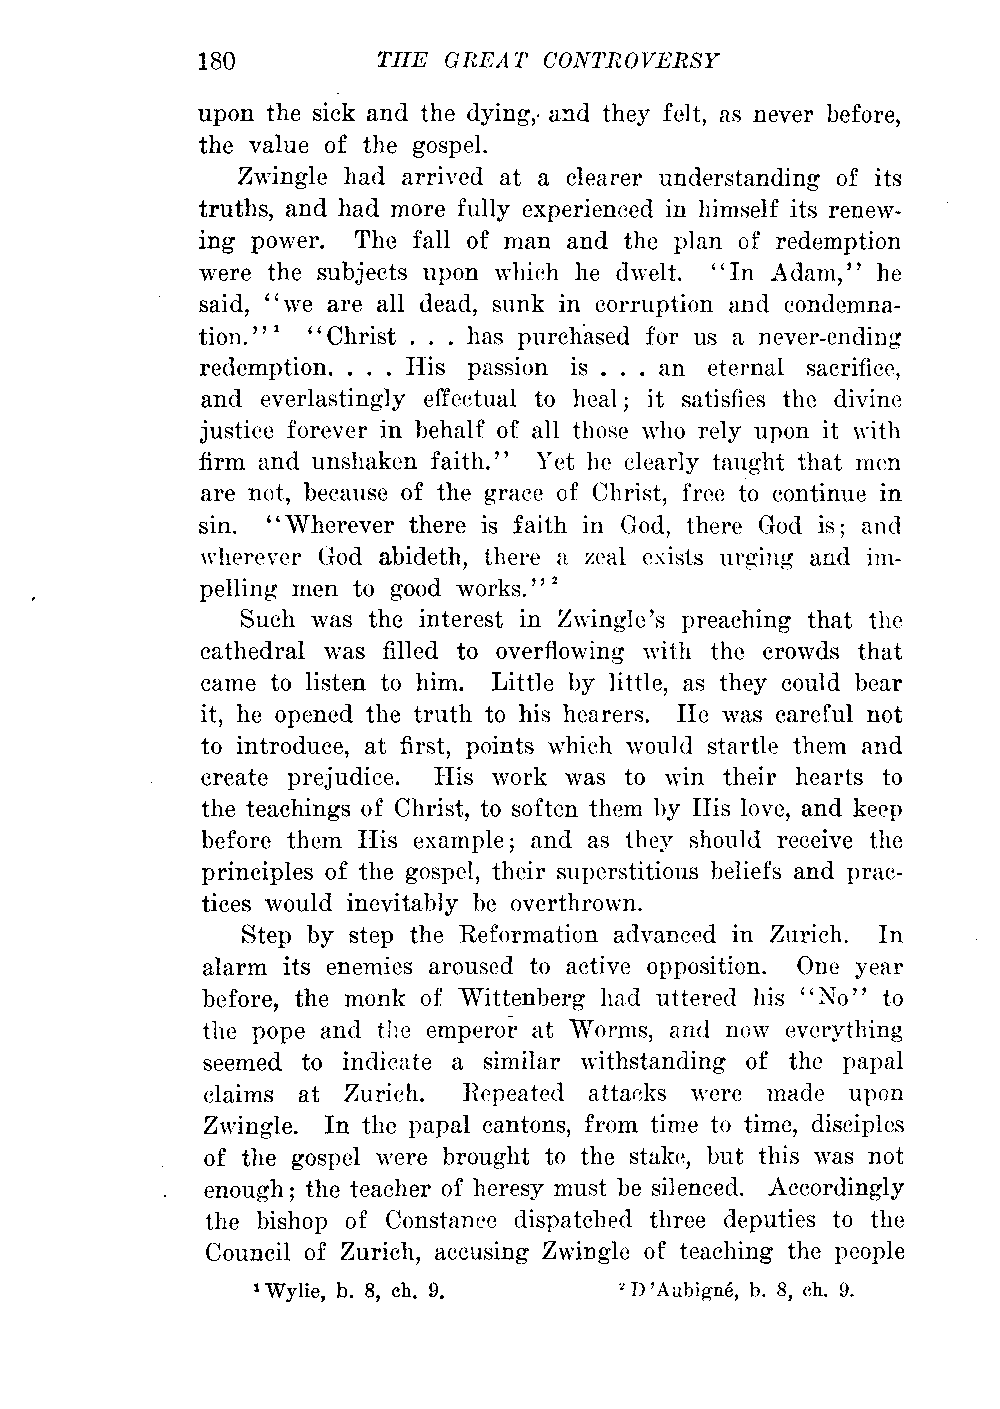 180 THE GREAT CONTROVERSY
upon the sick and the dying, and they felt, as never before,
the value of the gospel.
Zwingle had arrived at a clearer understanding of its
truths, and had more fully experienced in himself its renew-
ing power. The fall of man and the plan of redemption
were the subjects upon which he dwelt. "In Adam," he
said, "we are all dead, sunk in corruption and condemna-
tion."¹ "Christ . . . has purchased for us a never-ending
redemption. . . . His passion is . . . an eternal sacrifice,
and everlastingly effectual to heal; it satisfies the divine
justice forever in behalf of all those who rely upon it with
firm and unshaken faith." Yet he clearly taught that men
are not, because of the grace of Christ, free to continue in
sin. "Wherever there is faith in God, there God is; and
wherever God abideth, there a zeal exists urging and im-
pelling men to good works."²
Such was the interest in Zwingle's preaching that the
cathedral was filled to overflowing with the crowds that
came to listen to him. Little by little, as they could bear
it, he opened the truth to his hearers. He was careful not
to introduce, at first, points which would startle them and
create prejudice. His work was to win their hearts to
the teachings of Christ, to soften them by His love, and keep
before them His example; and as they should receive the
principles of the gospel, their superstitious beliefs and prac-
tices would inevitably be overthrown.
Step by step the Reformation advanced in Zurich. In
alarm its enemies aroused to active opposition. One year
before, the monk of Wittenberg had uttered his "No" to
the pope and the emperor at Worms, and now everything
seemed to indicate a similar withstanding of the papal
claims at Zurich. Repeated attacks were made upon
Zwingle. In the papal cantons, from time to time, disciples
of the gospel were brought to the stake, but this was not
enough; the teacher of heresy must be silenced. Accordingly
the bishop of Constance dispatched three deputies to the
Council of Zurich, accusing Zwingle of teaching the people
¹ Wylie, b. 8, ch. 9. ² D'Aubigné, b. 8, ch. 9.